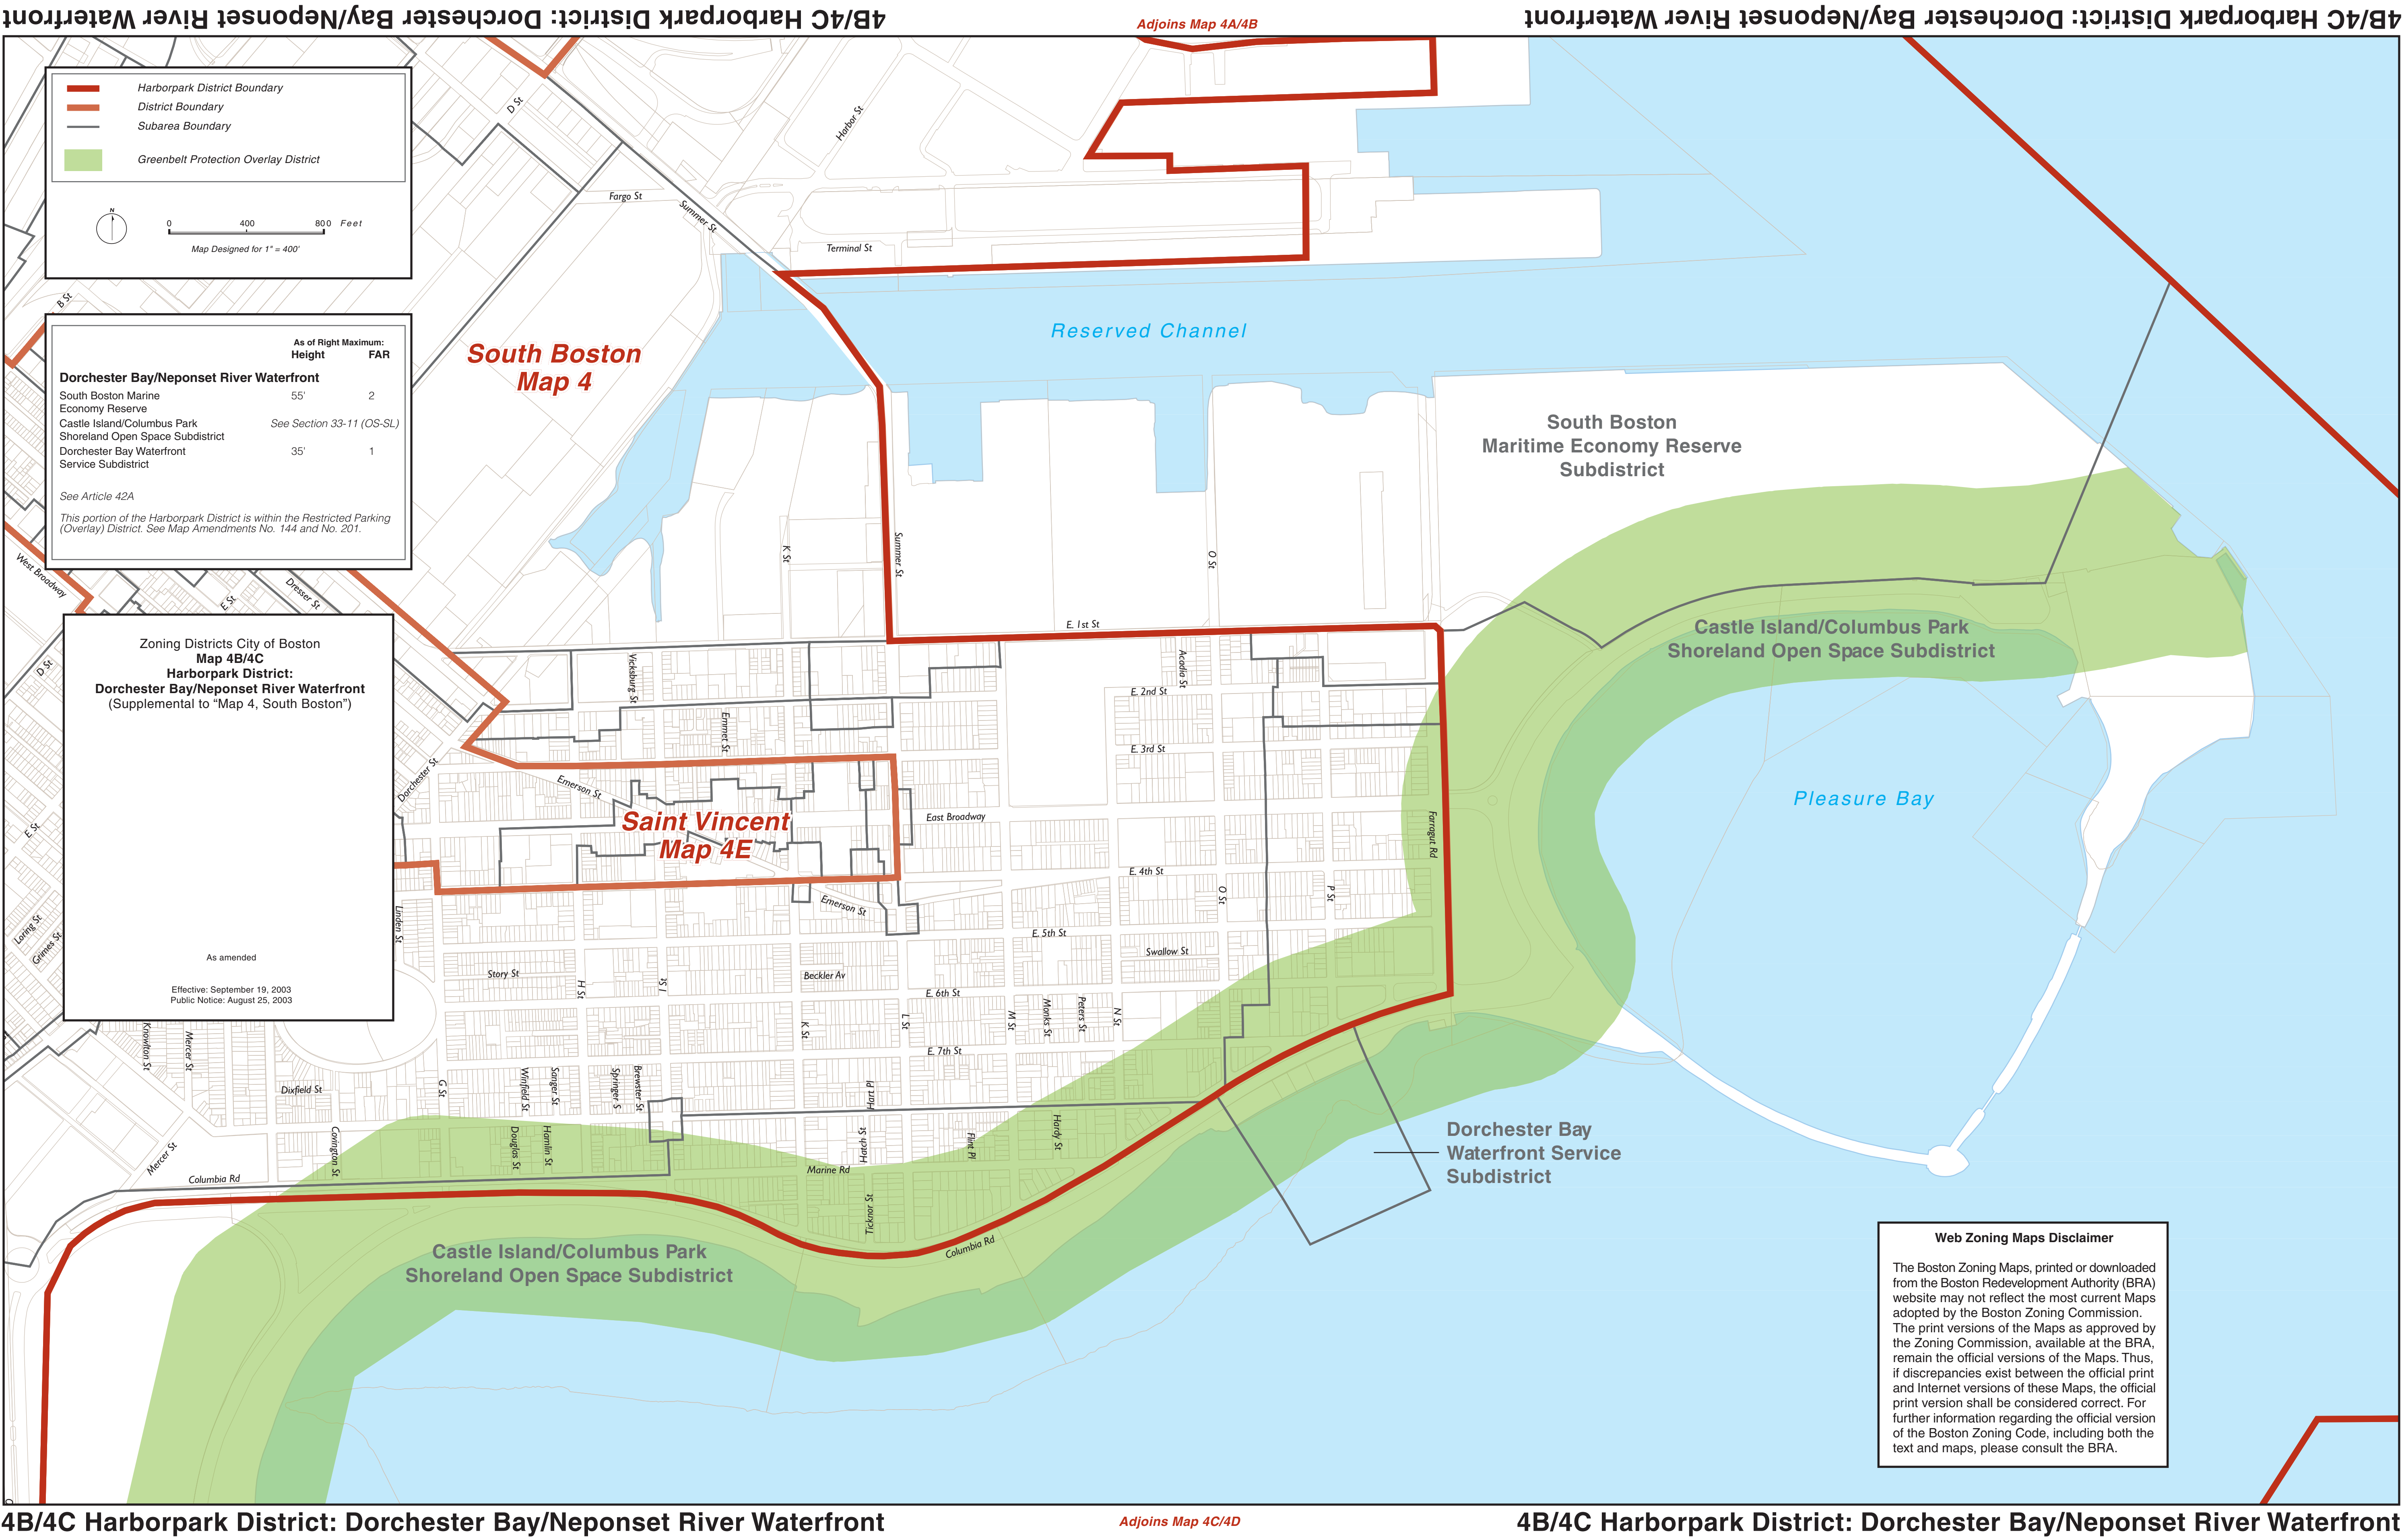 4B/4C Harborpark District: Dorchester Bay/Neponset River Waterfront
Adjoins Map 4A/4B
4B/4C Harborpark District: Dorchester Bay/Neponset River Waterfront
Harborpark District Boundary
District Boundary
Subarea Boundary
Greenbelt Protection Overlay District
N
0 400 800 Feet
Map Designed for 1" = 400'
D St
Harbor St
Fargo St
Summer St
Terminal St
B St
As of Right Maximum:
Height FAR
Dorchester Bay/Neponset River Waterfront
South Boston Marine 55' 2
Economy Reserve
Castle Island/Columbus Park See Section 33-11 (OS-SL)
Shoreland Open Space Subdistrict
Dorchester Bay Waterfront 35' 1
Service Subdistrict
See Article 42A
This portion of the Harborpark District is within the Restricted Parking
(Overlay) District. See Map Amendments No. 144 and No. 201.
South Boston
Map 4
Reserved Channel
South Boston
Maritime Economy Reserve
Subdistrict
K St
Summer St
O St
West Broadway
E St
Dresser St
E. 1st St
Zoning Districts City of Boston
Map 4B/4C
Harborpark District:
Dorchester Bay/Neponset River Waterfront
(Supplemental to “Map 4, South Boston”)
As amended
Effective: September 19, 2003
Public Notice: August 25, 2003
Castle Island/Columbus Park
Shoreland Open Space Subdistrict
D St
Vicksburg St
Acadia St
E. 2nd St
Emmet St
E. 3rd St
Dorchester St
Emerson St
Saint Vincent
Map 4E
East Broadway
Farragut Rd
Pleasure Bay
E St
E. 4th St
O St
P St
Emerson St
Linden St
Loring St
Grimes St
E. 5th St
Swallow St
Story St
H St
I St
Beckler Av
E. 6th St
Knowlton St
Mercer St
K St
L St
M St
Monks St
Peters St
N St
E. 7th St
Dixfield St
G St
Winfield St
Sanger St
Springer S
Brewster St
Hart Pl
Covington St
Mercer St
Douglas St
Hamlin St
Hatch St
Flint Pl
Hardy St
Marine Rd
Columbia Rd
Ticknor St
Columbia Rd
Dorchester Bay
Waterfront Service
Subdistrict
Castle Island/Columbus Park
Shoreland Open Space Subdistrict
Web Zoning Maps Disclaimer
The Boston Zoning Maps, printed or downloaded
from the Boston Redevelopment Authority (BRA)
website may not reflect the most current Maps
adopted by the Boston Zoning Commission.
The print versions of the Maps as approved by
the Zoning Commission, available at the BRA,
remain the official versions of the Maps. Thus,
if discrepancies exist between the official print
and Internet versions of these Maps, the official
print version shall be considered correct. For
further information regarding the official version
of the Boston Zoning Code, including both the
text and maps, please consult the BRA.
4B/4C Harborpark District: Dorchester Bay/Neponset River Waterfront
Adjoins Map 4C/4D
4B/4C Harborpark District: Dorchester Bay/Neponset River Waterfront